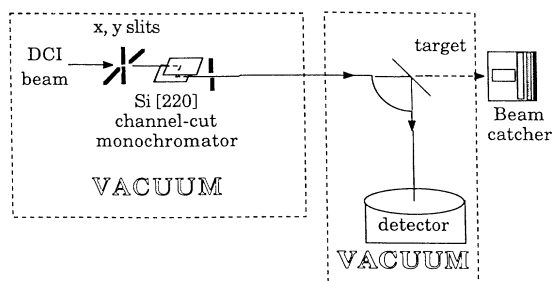 x, y slits
DCI
beam
Si [220]
channel-cut
monochromator
VACUUM
target
Beam
catcher
detector
VACUUM